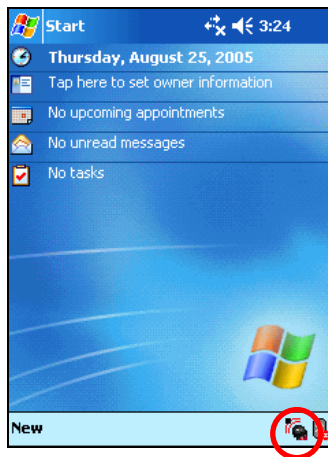 Start 3:24
Thursday, August 25, 2005
Tap here to set owner information
No upcoming appointments
No unread messages
No tasks
New